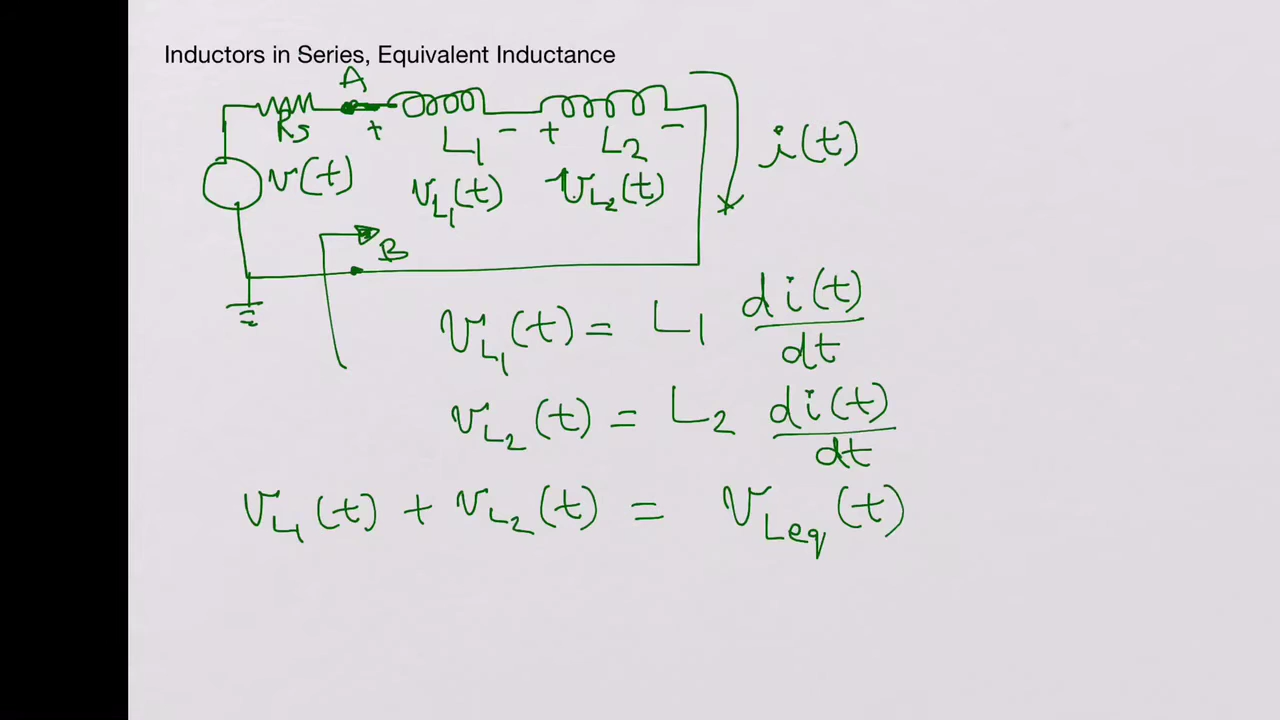 Inductors in Series, Equivalent Inductance
A
Rs + L1 - + L2 -
i(t)
v(t) vL1(t) vL2(t)
B
vL1(t) = L1 di(t)/dt
vL2(t) = L2 di(t)/dt
vL1(t) + vL2(t) = vLeq(t)